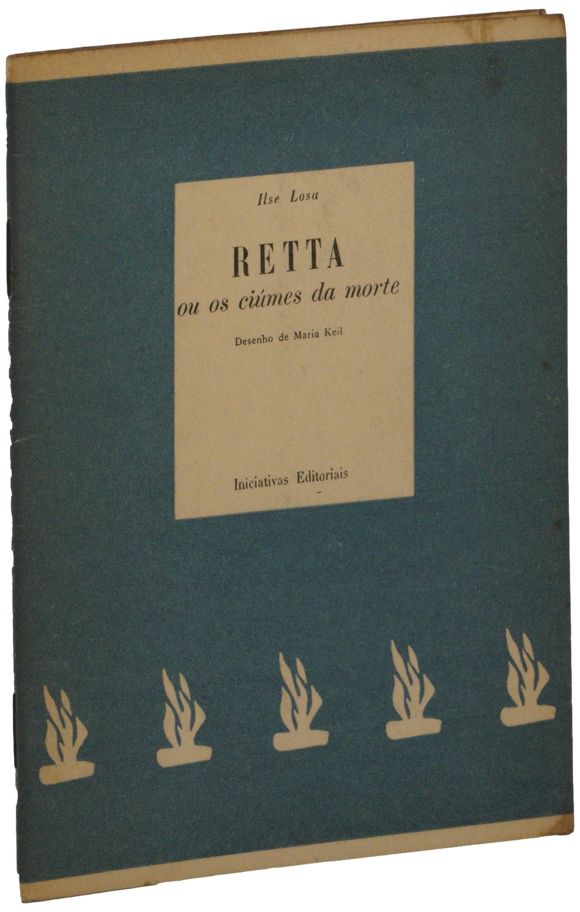 Ilse Losa
RETTA
ou os ciúmes da morte
Desenho de Maria Keil
Iniciativas Editoriais